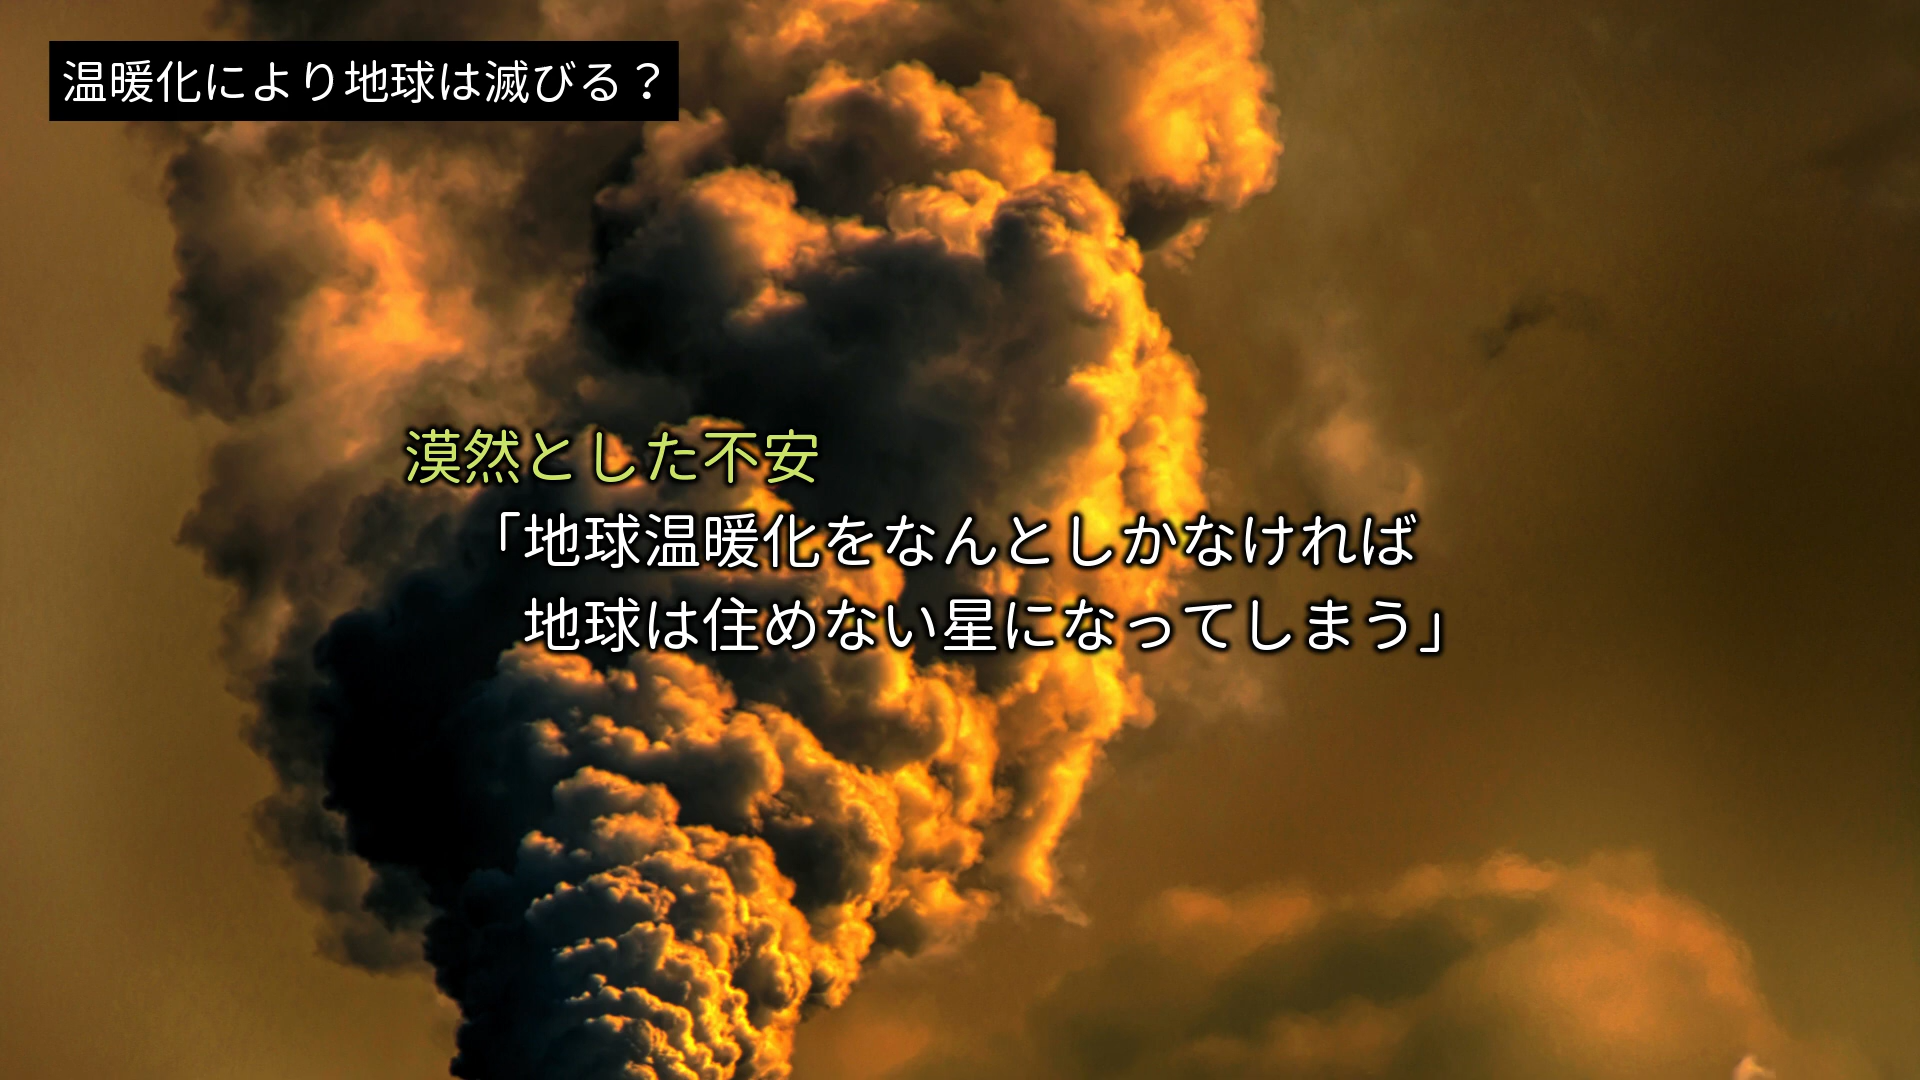 温暖化により地球は滅びる？
漠然とした不安
「地球温暖化をなんとしかなければ
地球は住めない星になってしまう」